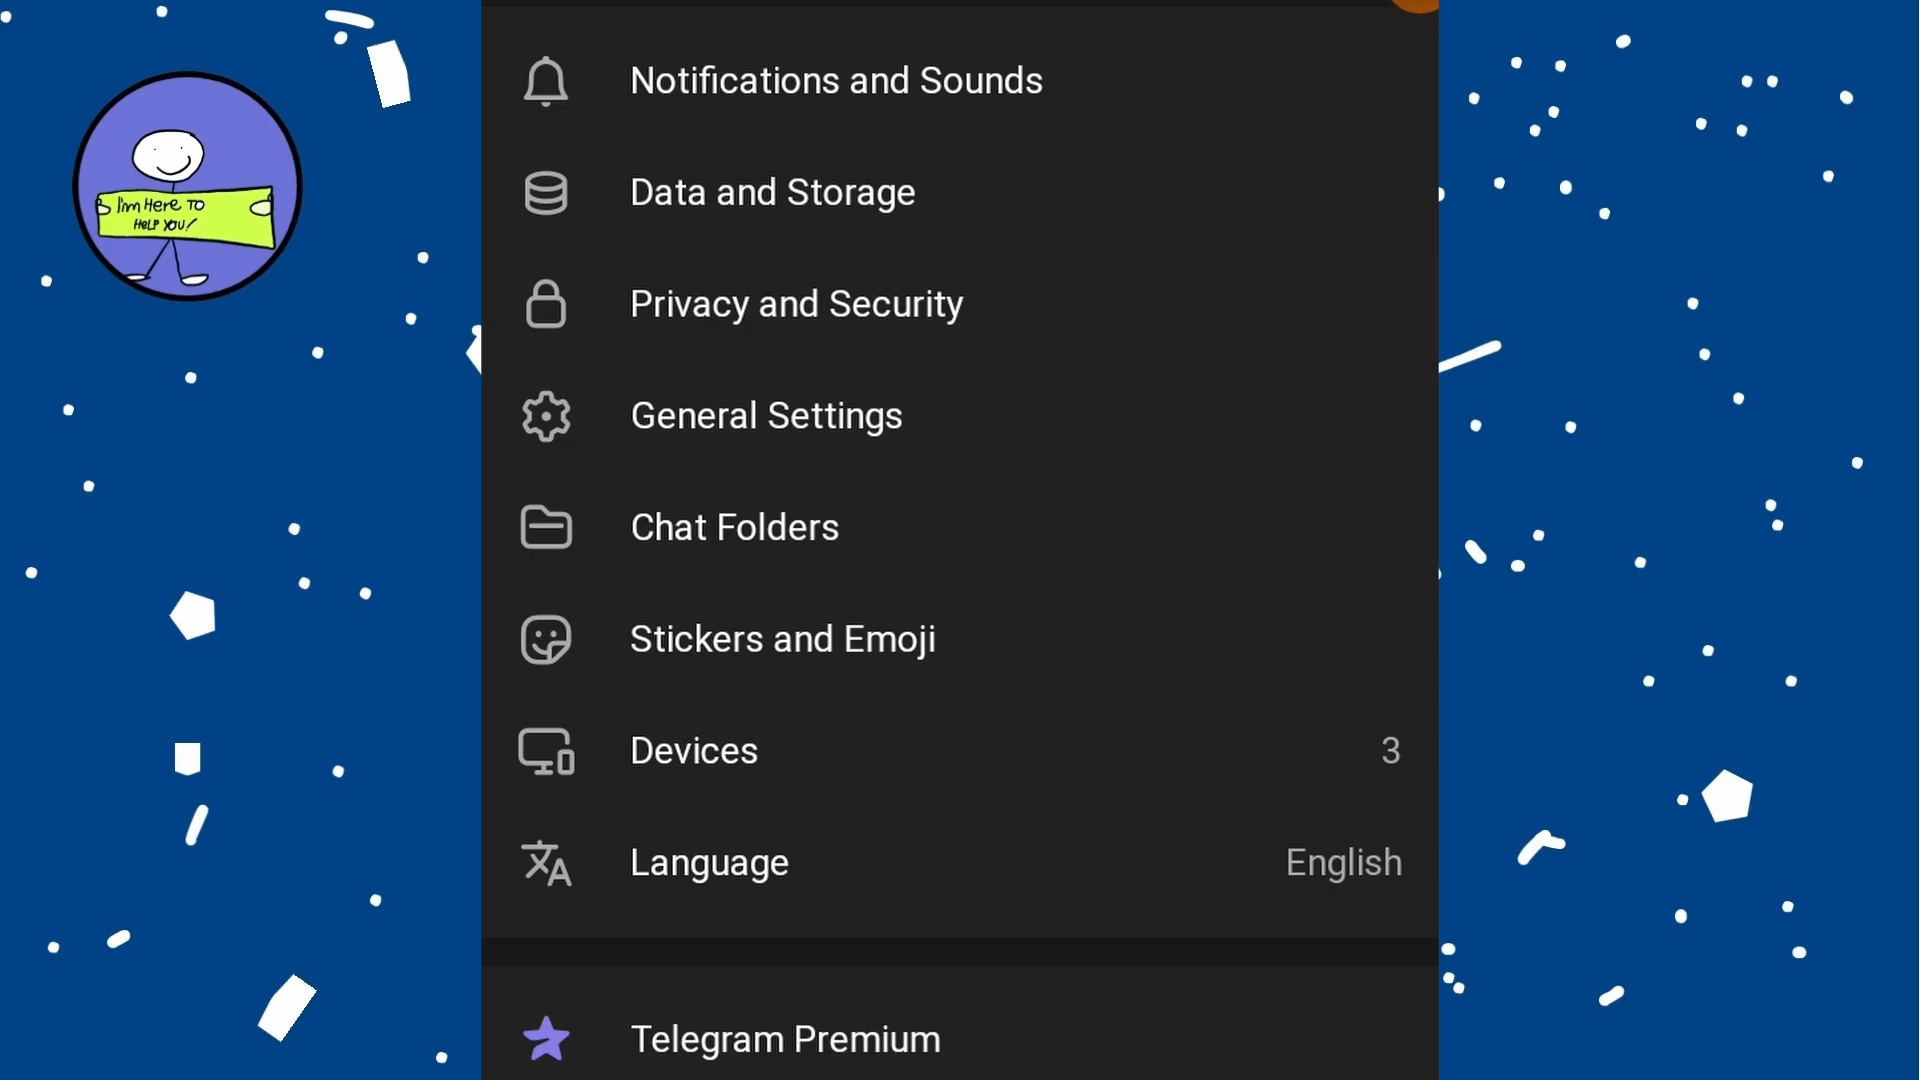 I'm Here TO
HELP YOU!
Notifications and Sounds
Data and Storage
Privacy and Security
General Settings
Chat Folders
Stickers and Emoji
Devices 3
Language English
Telegram Premium